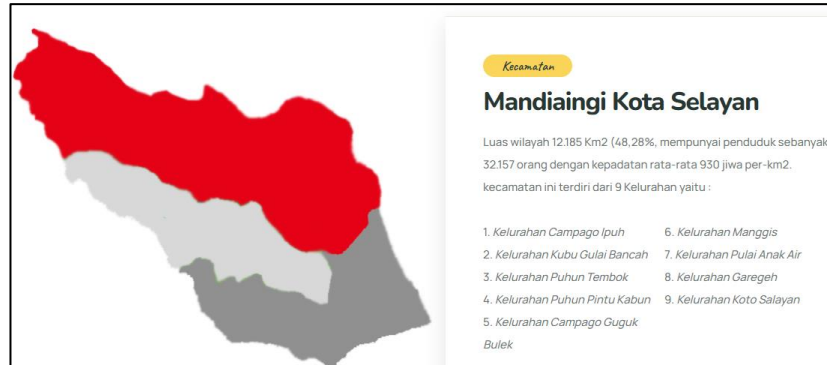 Kecamatan
Mandiaingi Kota Selayan
Luas wilayah 12.185 Km2 (48,28%, mempunyai penduduk sebanyak
32.157 orang dengan kepadatan rata-rata 930 jiwa per-km2.
kecamatan ini terdiri dari 9 Kelurahan yaitu :
1. Kelurahan Campago Ipuh
2. Kelurahan Kubu Gulai Bancah
3. Kelurahan Puhun Tembok
4. Kelurahan Puhun Pintu Kabun
5. Kelurahan Campago Guguk
Bulek
6. Kelurahan Manggis
7. Kelurahan Pulai Anak Air
8. Kelurahan Garegeh
9. Kelurahan Koto Salayan